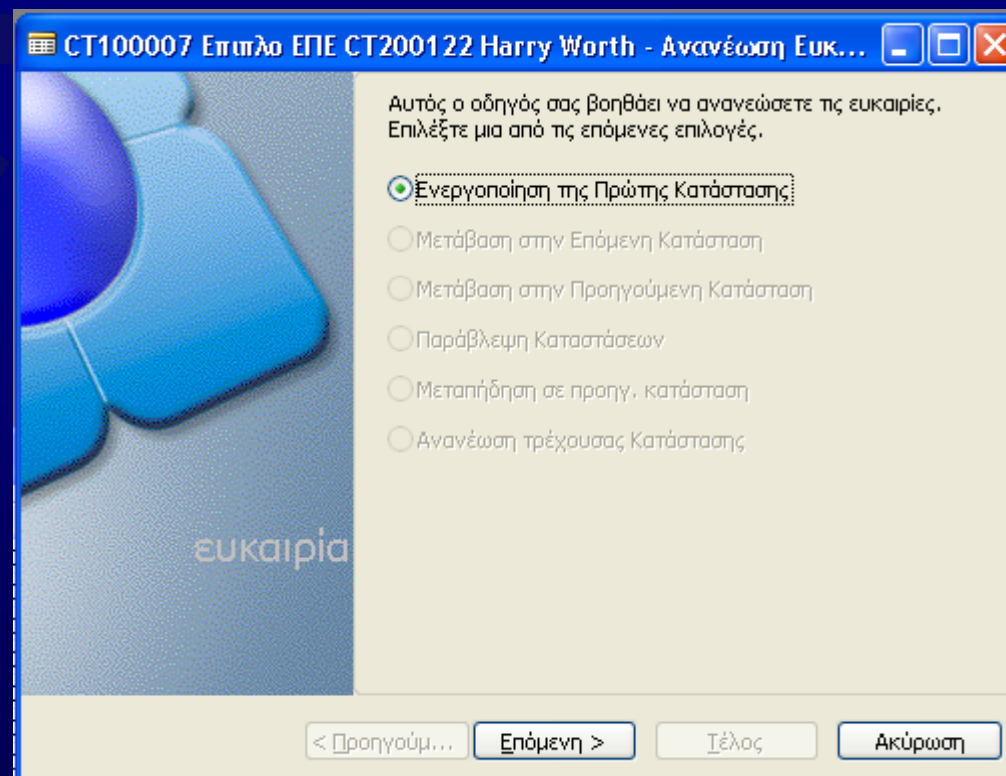 CT100007 Επιπλο ΕΠΕ CT200122 Harry Worth - Ανανέωση Ευκ...
Αυτός ο οδηγός σας βοηθάει να ανανεώσετε τις ευκαιρίες.
Επιλέξτε μια από τις επόμενες επιλογές.
Ενεργοποίηση της Πρώτης Κατάστασης
Μετάβαση στην Επόμενη Κατάσταση
Μετάβαση στην Προηγούμενη Κατάσταση
Παράβλεψη Καταστάσεων
Μεταπήδηση σε προηγ. κατάσταση
Ανανέωση τρέχουσας Κατάστασης
ευκαιρία
< Προηγούμ... Επόμενη > Τέλος Ακύρωση